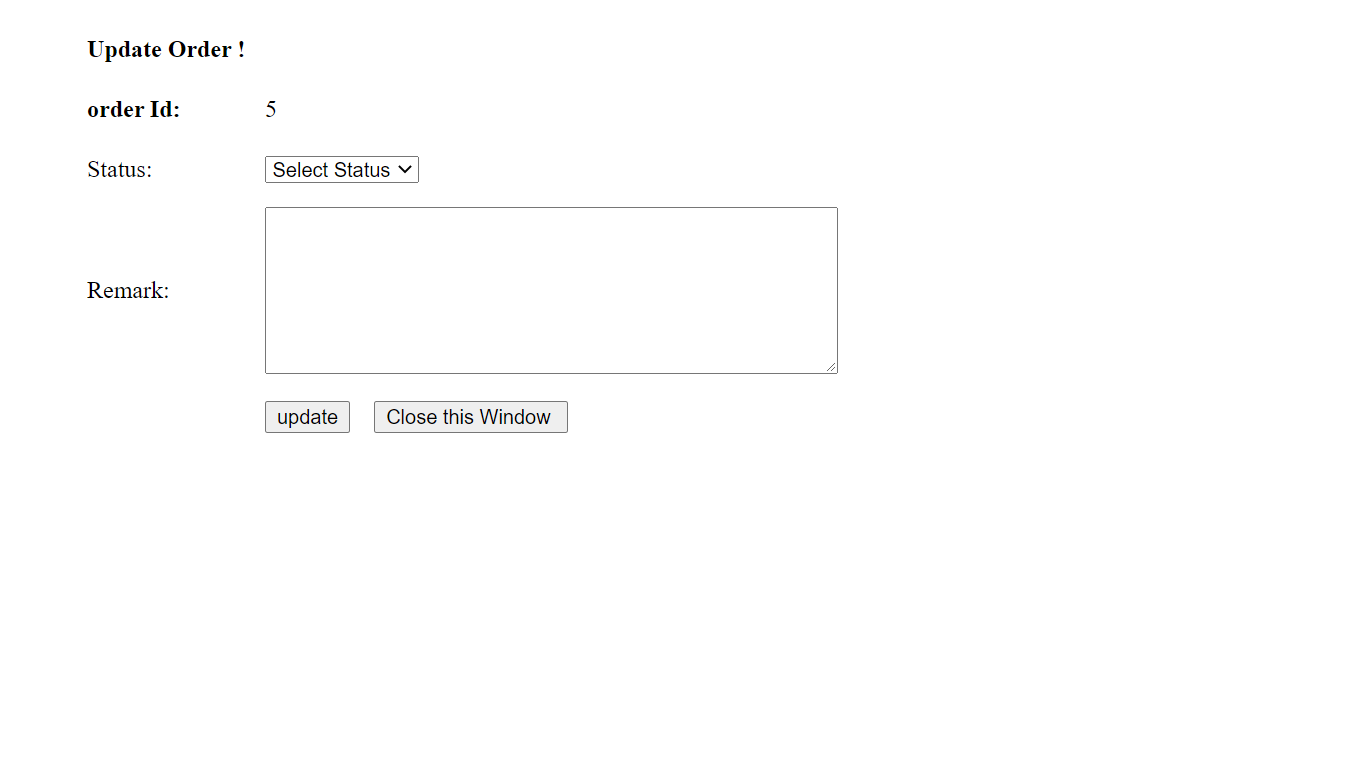 Update Order !
order Id: 5
Status: Select Status
Remark:
update Close this Window